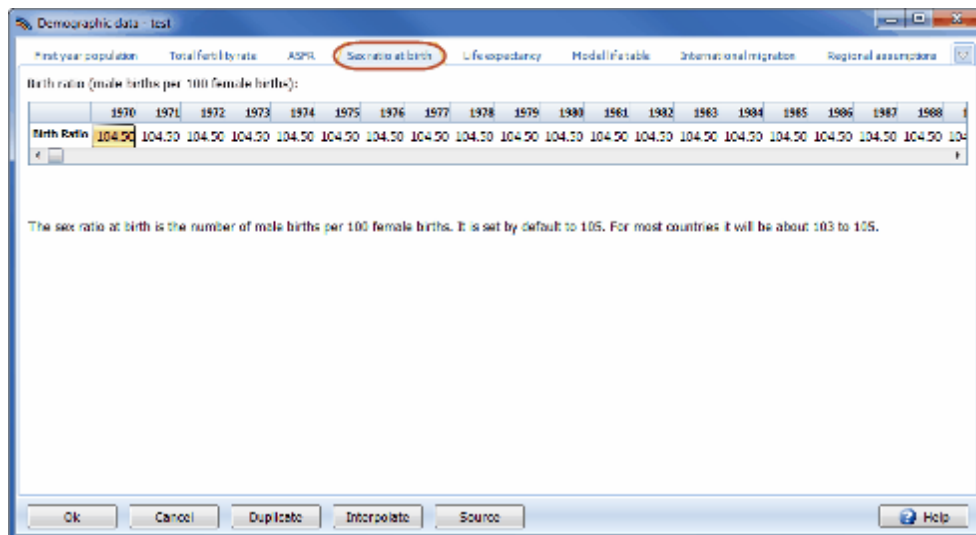 Demographic data - test
First year population Total fertility rate ASFR Sex ratio at birth Life expectancy Model life table International migration Regional assumptions
Birth ratio (male births per 100 female births):
1970 1971 1972 1973 1974 1975 1976 1977 1978 1979 1980 1981 1982 1983 1984 1985 1986 1987 1988 1
Birth Ratio 104.50 104.50 104.50 104.50 104.50 104.50 104.50 104.50 104.50 104.50 104.50 104.50 104.50 104.50 104.50 104.50 104.50 104.50 104.50 104
The sex ratio at birth is the number of male births per 100 female births. It is set by default to 105. For most countries it will be about 103 to 105.
Ok Cancel Duplicate Interpolate Source Help